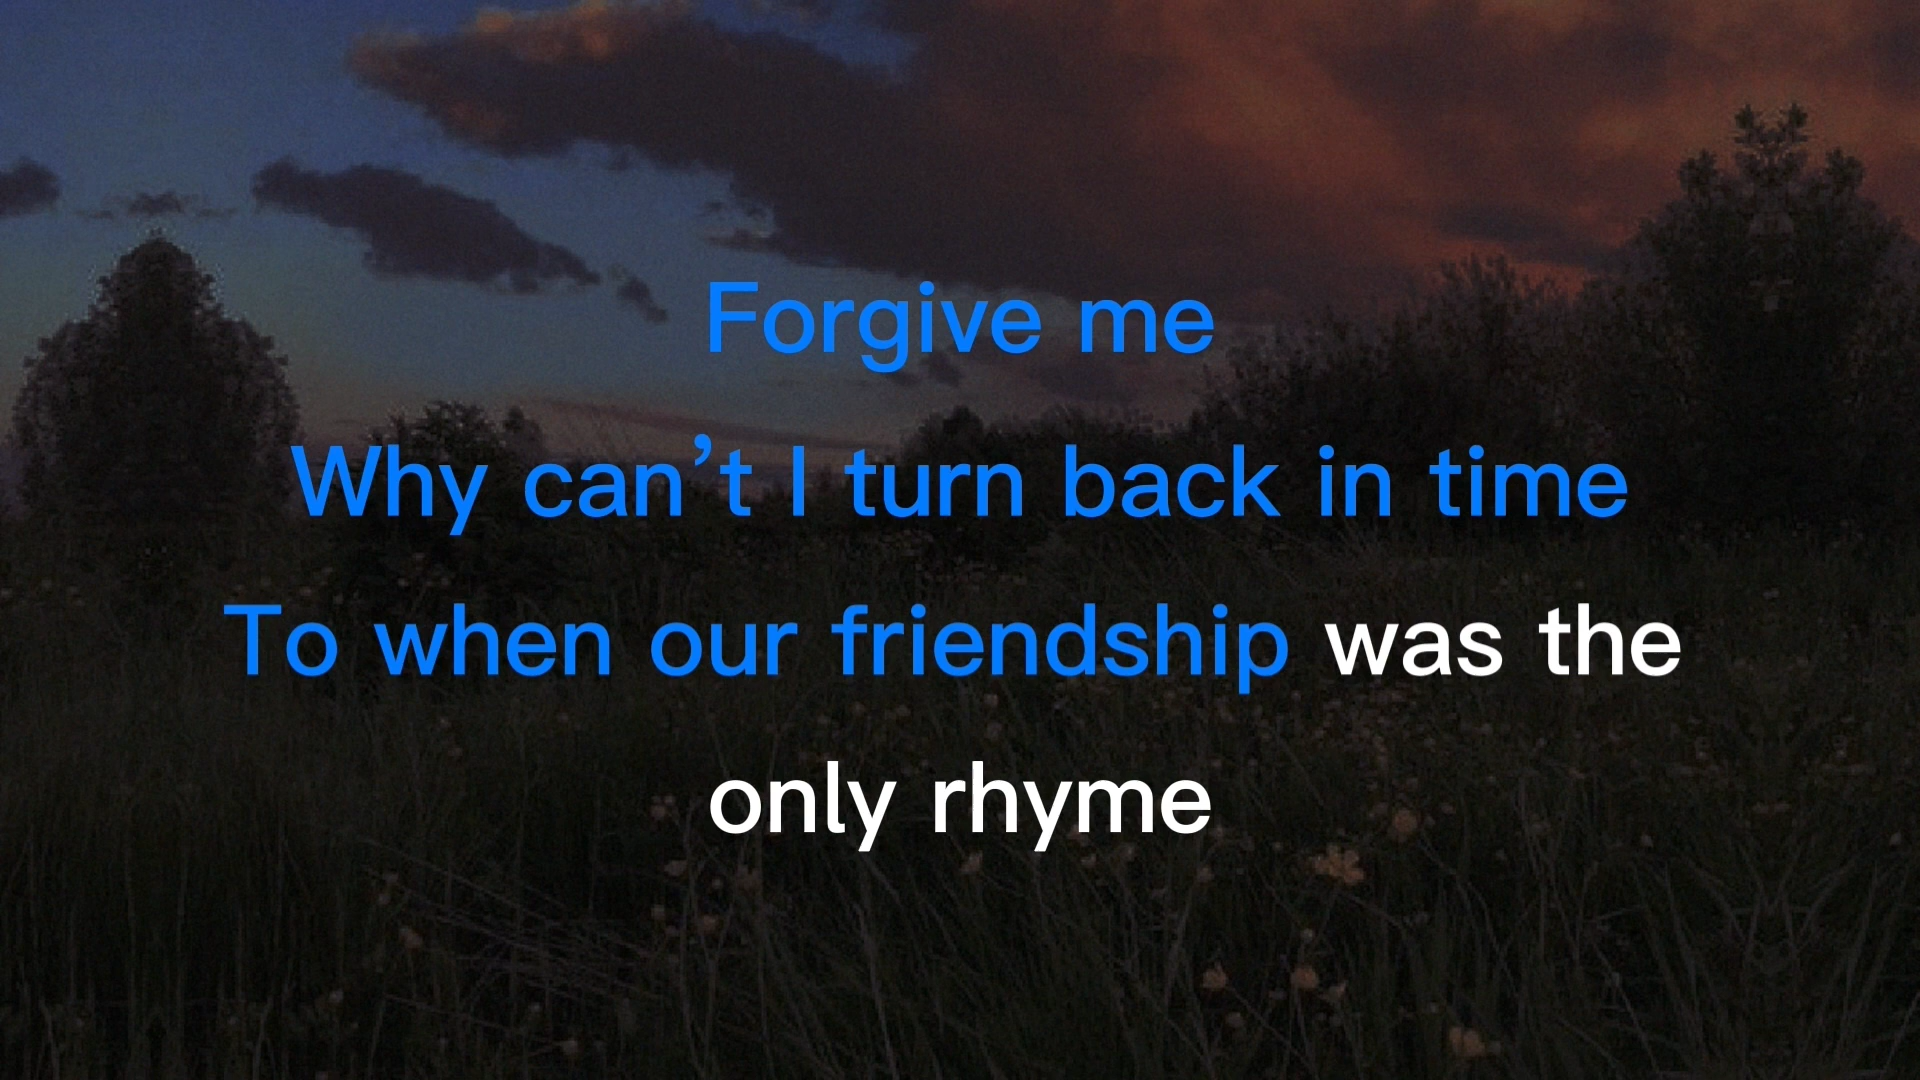 Forgive me
Why can’t I turn back in time
To when our friendship was the
only rhyme